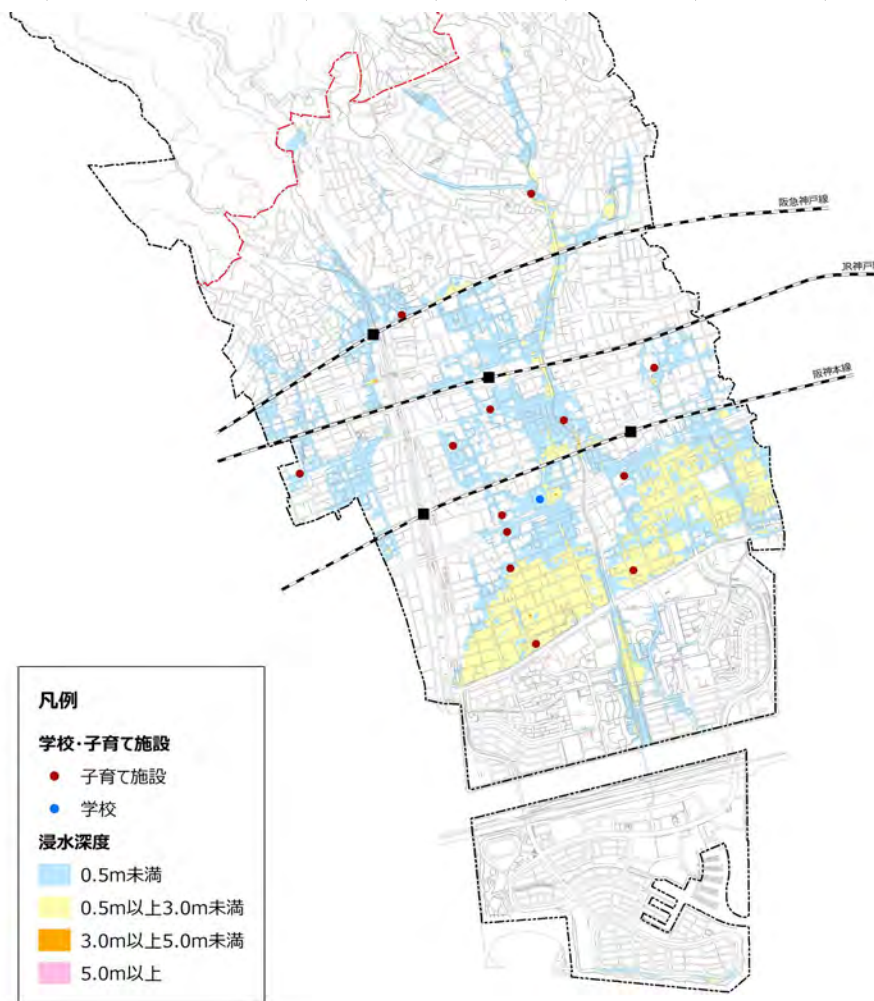 阪急神戸線
JR神戸
阪神本線
凡例
学校・子育て施設
子育て施設
学校
浸水深度
0.5m未満
0.5m以上3.0m未満
3.0m以上5.0m未満
5.0m以上